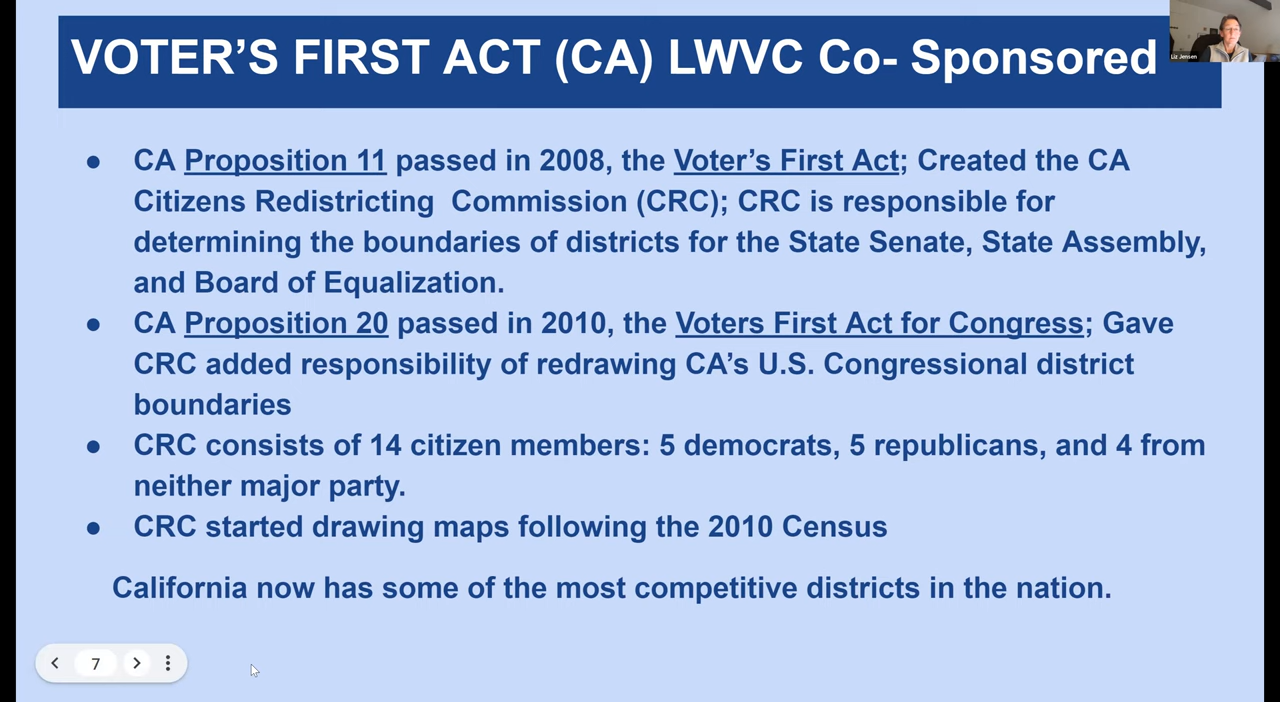 VOTER’S FIRST ACT (CA) LWVC Co- Sponsored
Liz Jensen
● CA Proposition 11 passed in 2008, the Voter’s First Act; Created the CA
Citizens Redistricting  Commission (CRC); CRC is responsible for
determining the boundaries of districts for the State Senate, State Assembly,
and Board of Equalization.
● CA Proposition 20 passed in 2010, the Voters First Act for Congress; Gave
CRC added responsibility of redrawing CA’s U.S. Congressional district
boundaries
● CRC consists of 14 citizen members: 5 democrats, 5 republicans, and 4 from
neither major party.
● CRC started drawing maps following the 2010 Census
California now has some of the most competitive districts in the nation.
7